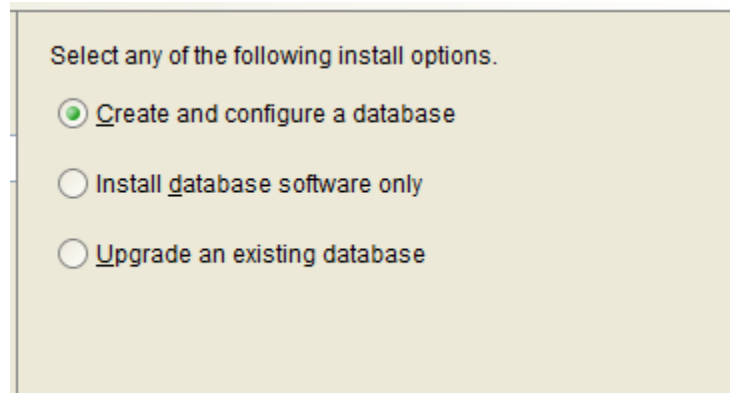 Select any of the following install options.
Create and configure a database
Install database software only
Upgrade an existing database